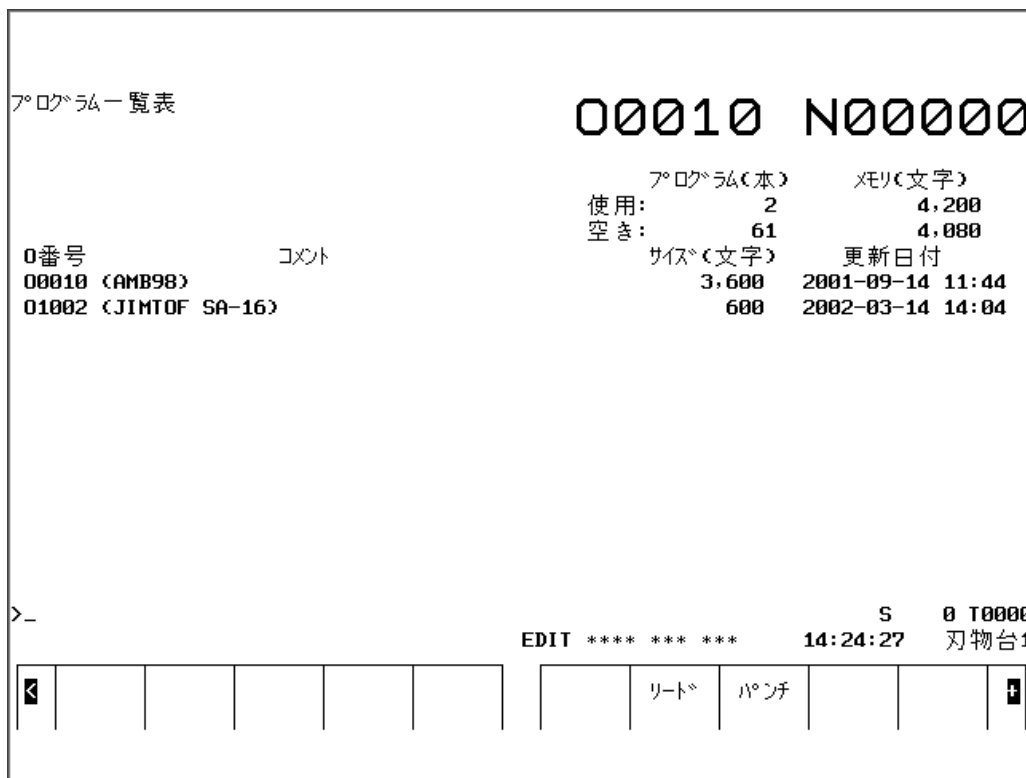 プログラム一覧表
O0010 N00000
プログラム(本) メモリ(文字)
使用: 2 4,200
空き: 61 4,080
O番号 コメント サイズ(文字) 更新日付
O0010 (AMB98) 3,600 2001-09-14 11:44
O1002 (JIMTOF SA-16) 600 2002-03-14 14:04
>_ S 0 T0000
EDIT **** *** *** 14:24:27 刃物台1
< リード パンチ +